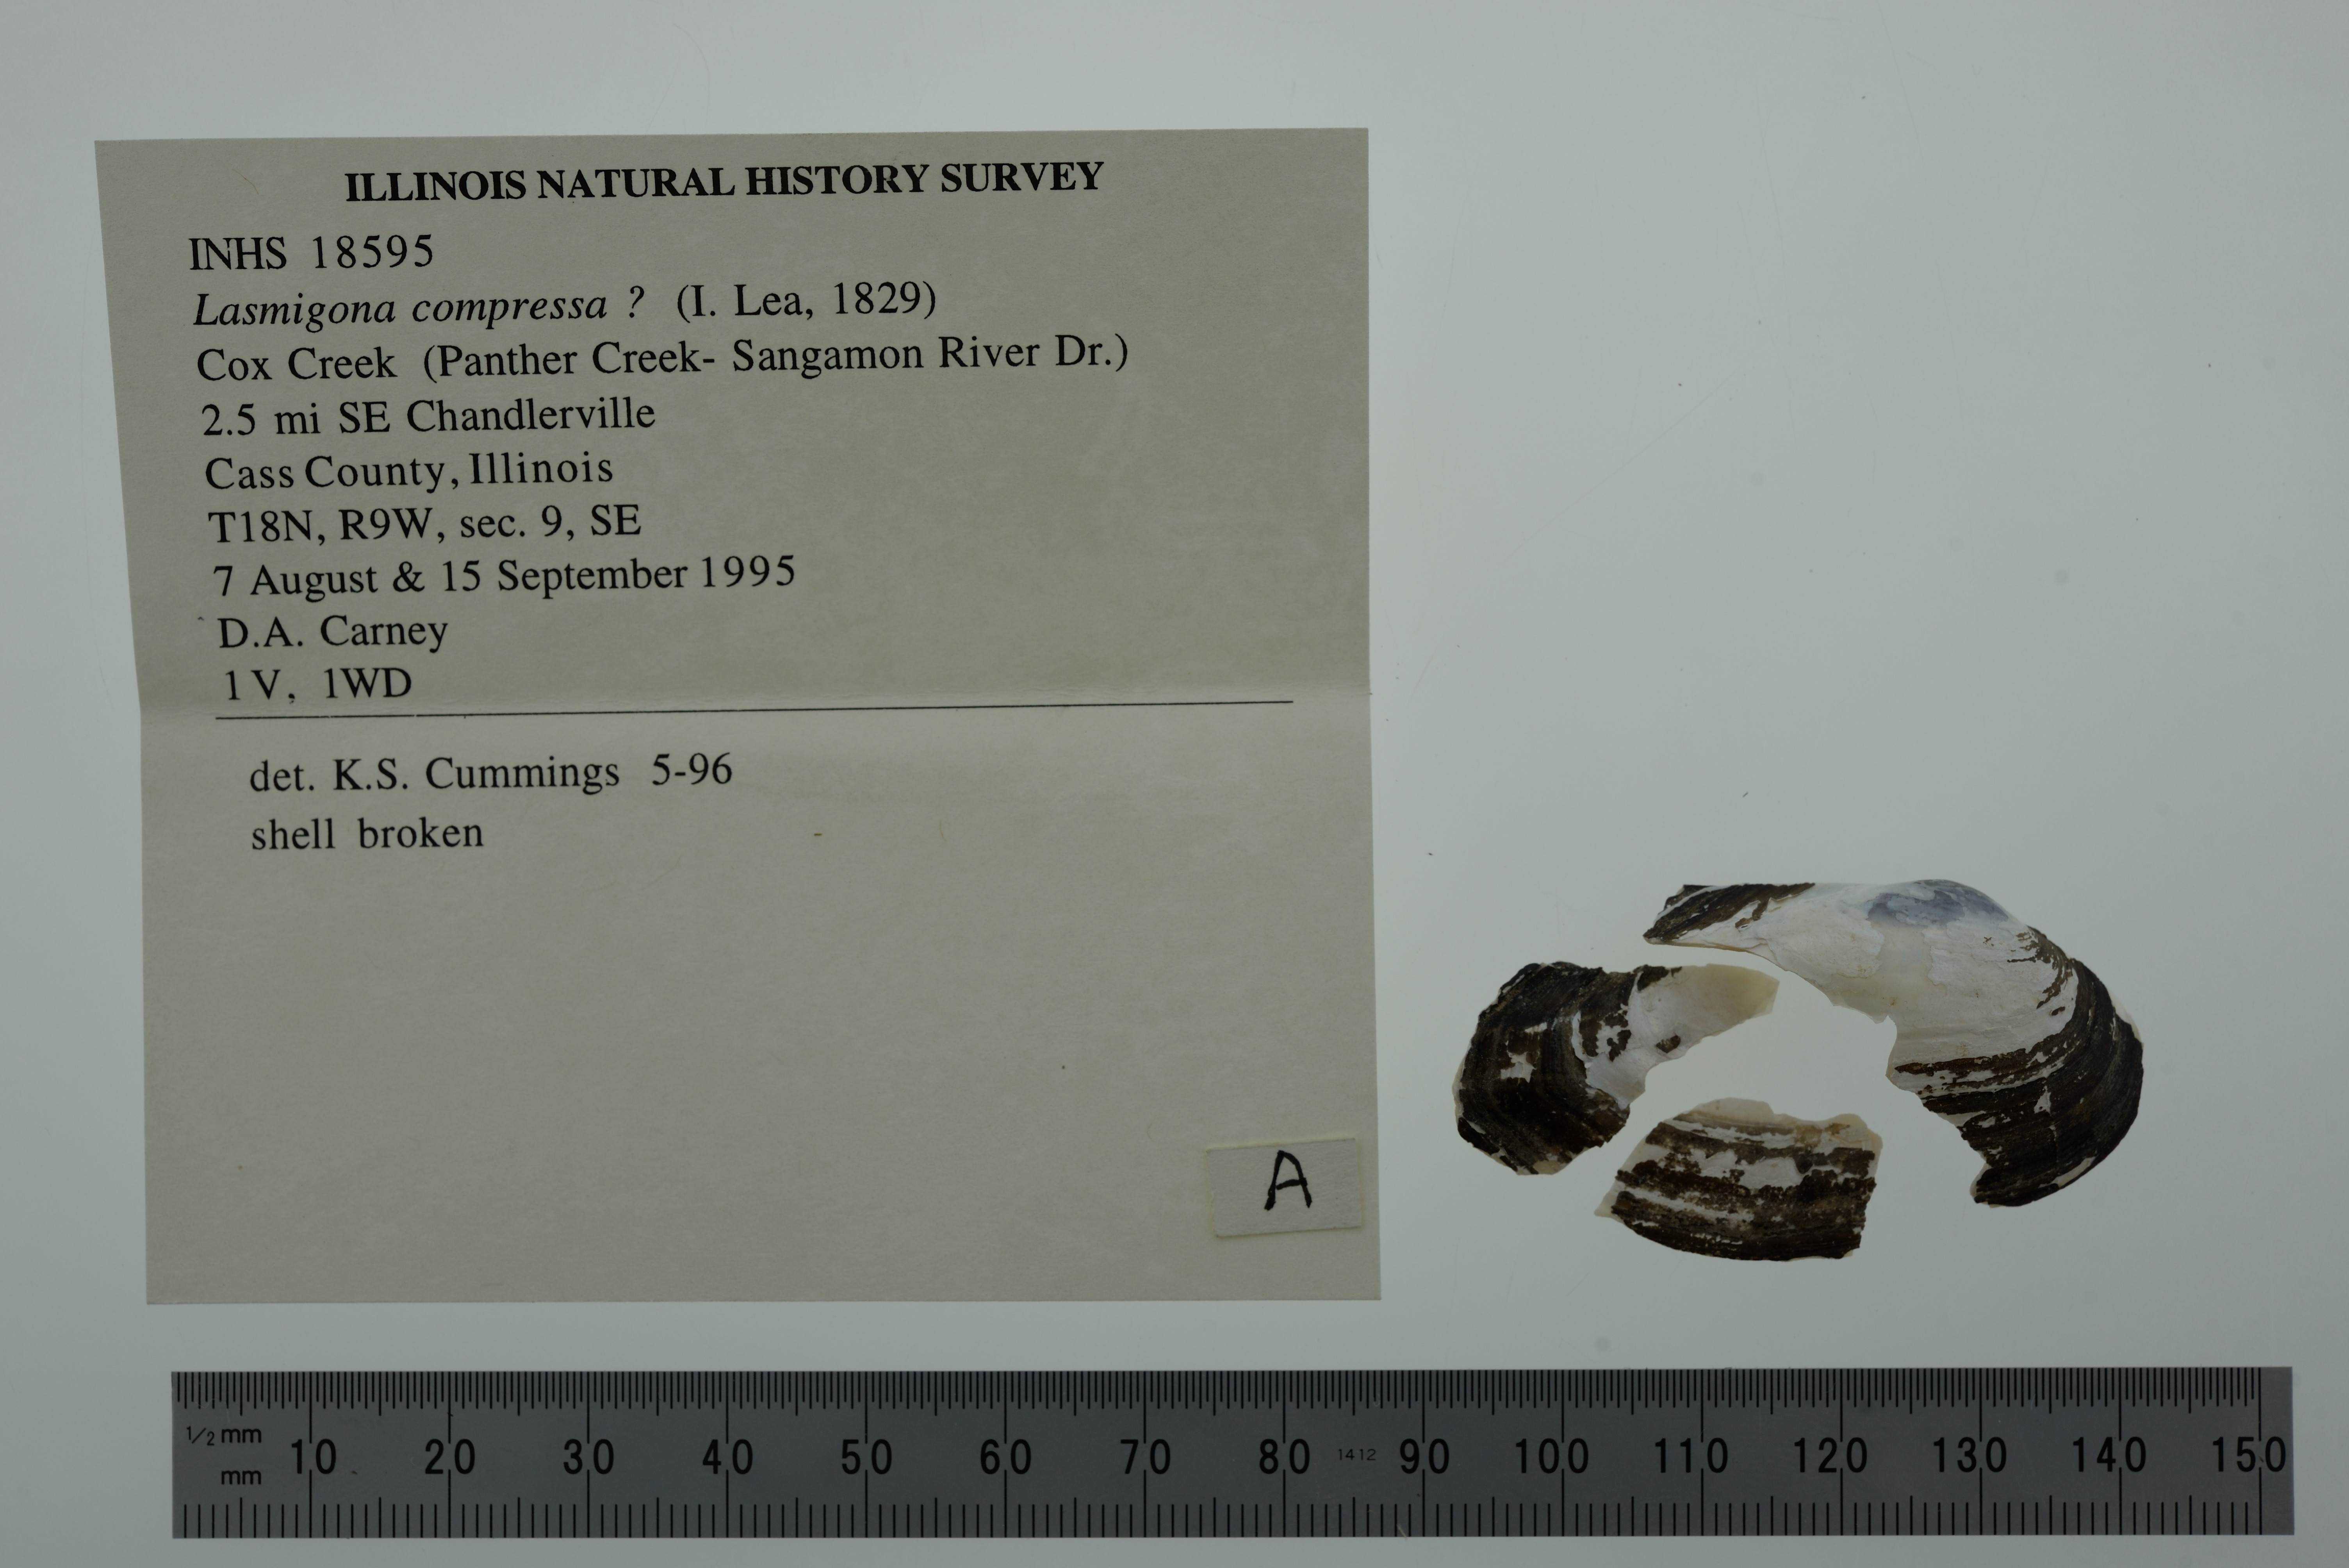 ILLINOIS NATURAL HISTORY SURVEY
INHS 18595
Lasmigona compressa ? (I. Lea, 1829)
Cox Creek (Panther Creek- Sangamon River Dr.)
2.5 mi SE Chandlerville
Cass County, Illinois
T18N, R9W, sec. 9, SE
7 August & 15 September 1995
D.A. Carney
1 V, 1WD
det. K.S. Cummings 5-96
shell broken
A
1/2 mm
mm 10 20 30 40 50 60 70 80 1412 90 100 110 120 130 140 150